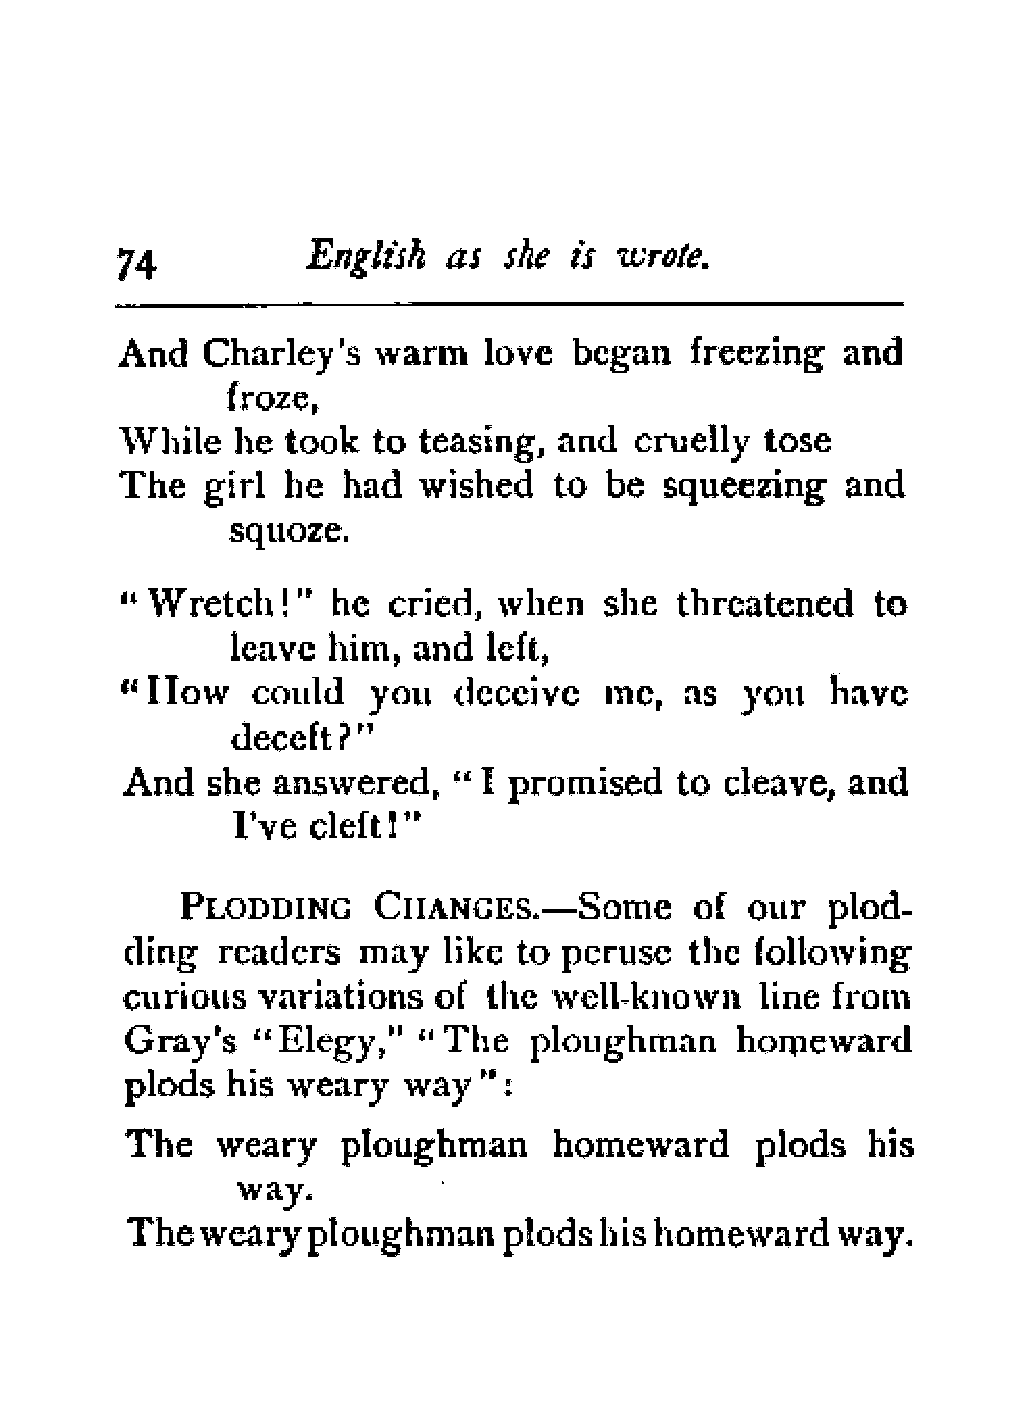 74 English as she is wrote.
And Charley's warm love began freezing and
froze,
While he took to teasing, and cruelly tose
The girl he had wished to be squeezing and
squoze.
"Wretch!" he cried, when she threatened to
leave him, and left,
"How could you deceive me, as you have
deceft?"
And she answered, "I promised to cleave, and
I've cleft!"
PLODDING CHANGES.—Some of our plod-
ding readers may like to peruse the following
curious variations of the well-known line from
Gray's "Elegy," "The ploughman homeward
plods his weary way":
The weary ploughman homeward plods his
way.
The weary ploughman plods his homeward way.